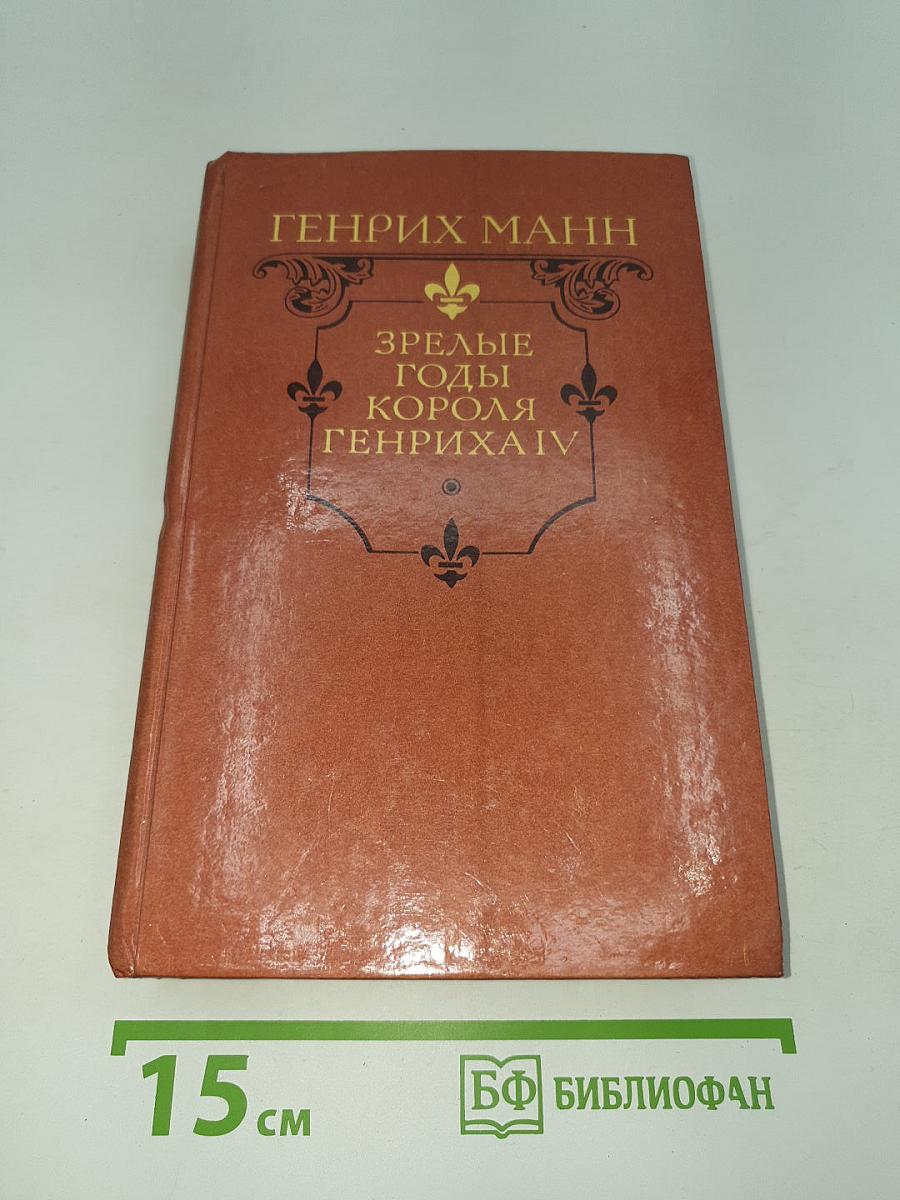 ГЕНРИХ МАНН
ЗРЕЛЫЕ
ГОДЫ
КОРОЛЯ
ГЕНРИХА IV
15 см
БФ БИБЛИОФАН